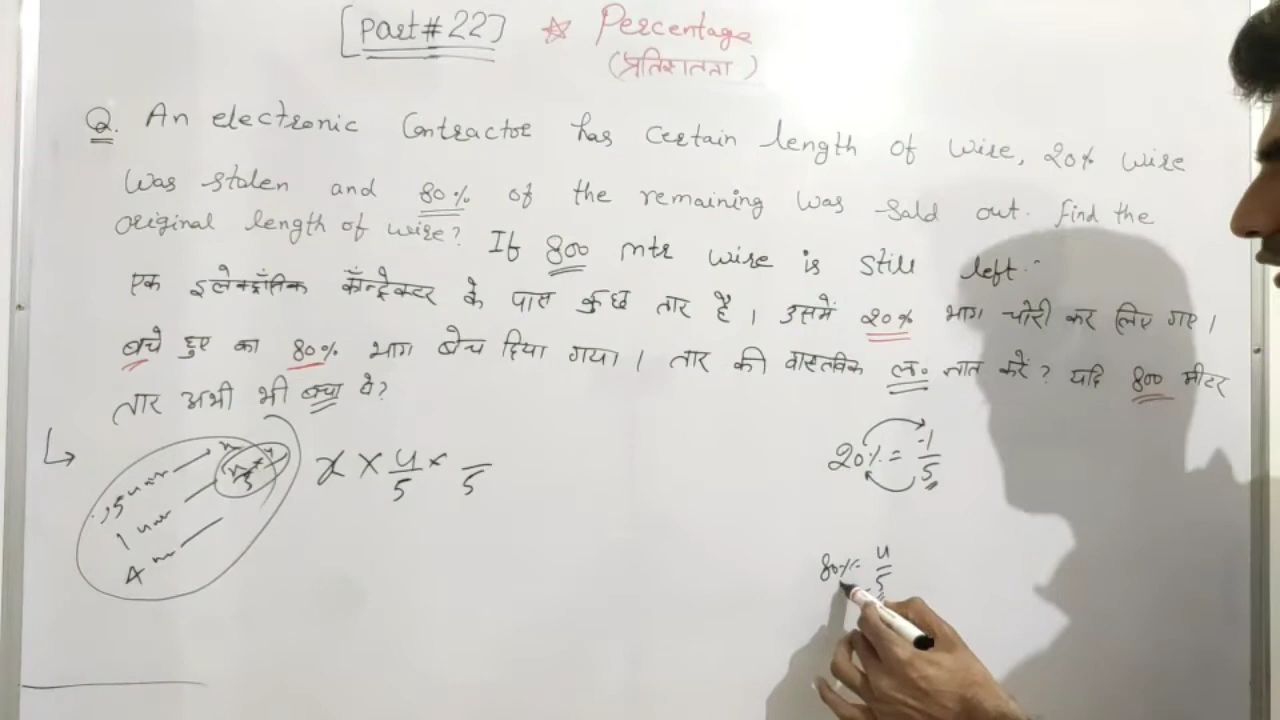 [Part#22] ☆ Percentage
(प्रतिशतता)
Q. An electronic Contractor has certain length of wire, 20% wire
was stolen and 80% of the remaining was sold out. Find the
original length of wire? If 800 mtr wire is still left.
एक इलेक्ट्रॉनिक कॉन्ट्रेक्टर के पास कुछ तार है। उसमें 20% भाग चोरी कर लिए गए।
बचे हुए का 80% भाग बेच दिया गया। तार की वास्तविक ल० ज्ञात करें? यदि 800 मीटर
तार अभी भी बचा थे?
x × 4/5 × /5
20% = -1/5
80% = 4/5